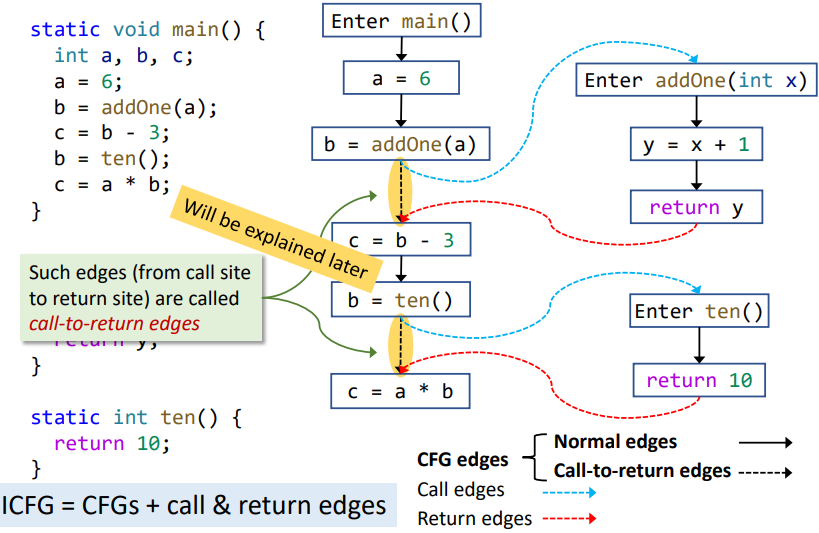 static void main() {
int a, b, c;
a = 6;
b = addOne(a);
c = b - 3;
b = ten();
c = a * b;
}
Such edges (from call site
to return site) are called
call-to-return edges
return y;
}
static int ten() {
return 10;
}
ICFG = CFGs + call & return edges
Enter main()
a = 6
b = addOne(a)
Will be explained later
c = b - 3
b = ten()
c = a * b
Enter addOne(int x)
y = x + 1
return y
Enter ten()
return 10
CFG edges
Normal edges
Call-to-return edges
Call edges
Return edges